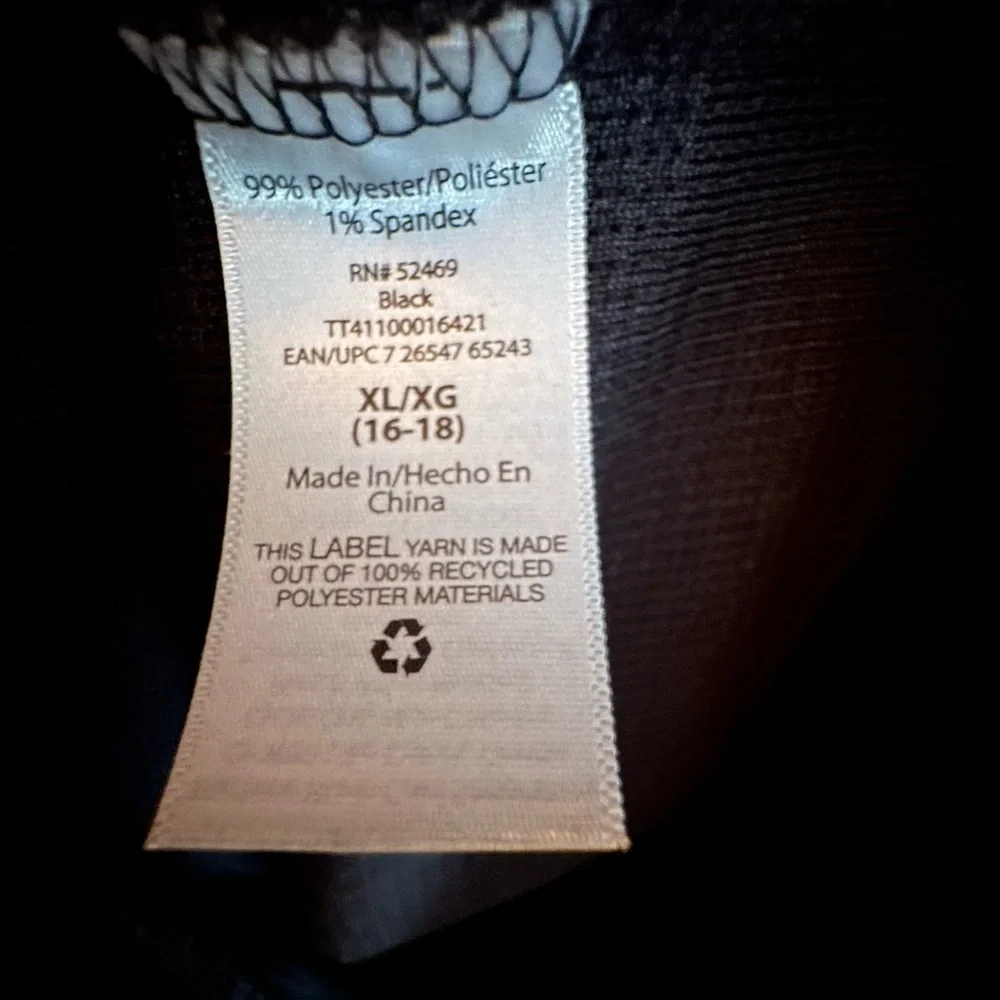 99% Polyester/Poliéster
1% Spandex
RN# 52469
Black
TT41100016421
EAN/UPC 7 26547 65243
XL/XG
(16-18)
Made In/Hecho En
China
THIS LABEL YARN IS MADE
OUT OF 100% RECYCLED
POLYESTER MATERIALS